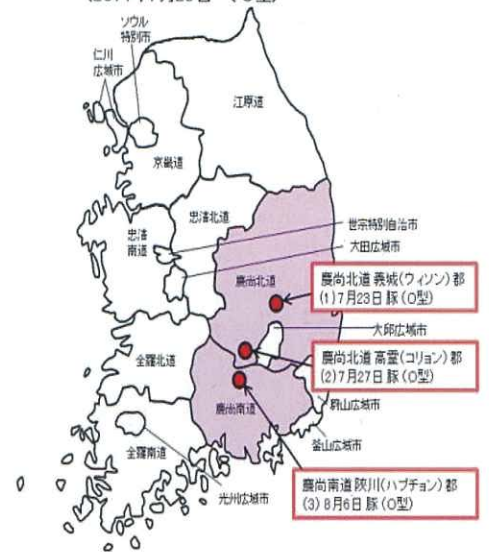 ソウル
特別市
仁川
広域市
江原道
京畿道
忠清北道
忠清
南道
世宗特別自治市
大田広域市
慶尚北道
慶尚北道 義城(ウィソン)郡
(1)7月23日 豚(O型)
大邱広域市
慶尚北道 高霊(コリョン)郡
(2)7月27日 豚(O型)
全羅北道
慶尚南道
蔚山広域市
釜山広域市
全羅南道
光州広域市
慶尚南道 陜川(ハプチョン)郡
(3)8月6日 豚(O型)